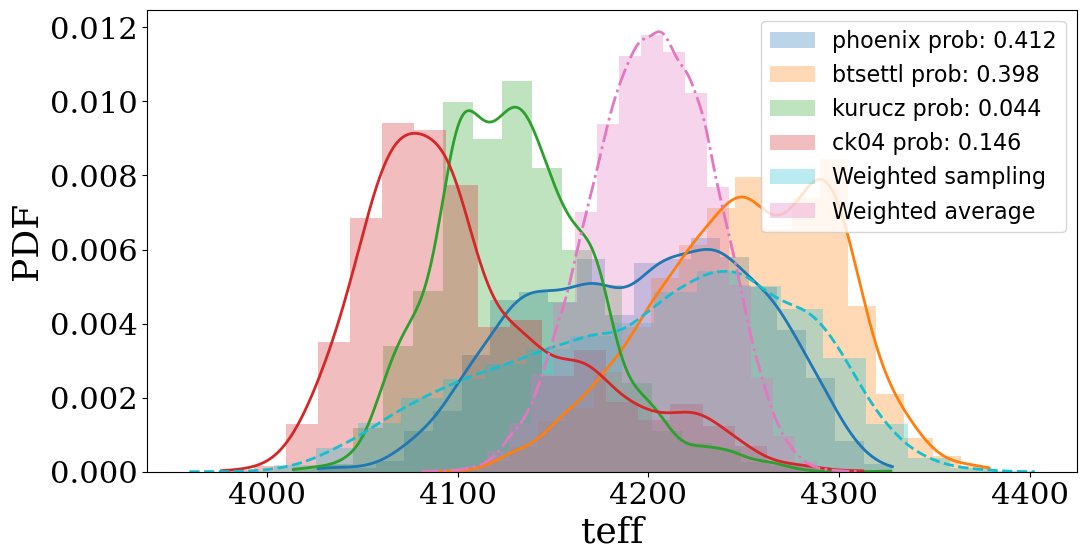 PDF
0.012
0.010
0.008
0.006
0.004
0.002
0.000
phoenix prob: 0.412
btsettl prob: 0.398
kurucz prob: 0.044
ck04 prob: 0.146
Weighted sampling
Weighted average
4000 4100 4200 4300 4400
teff